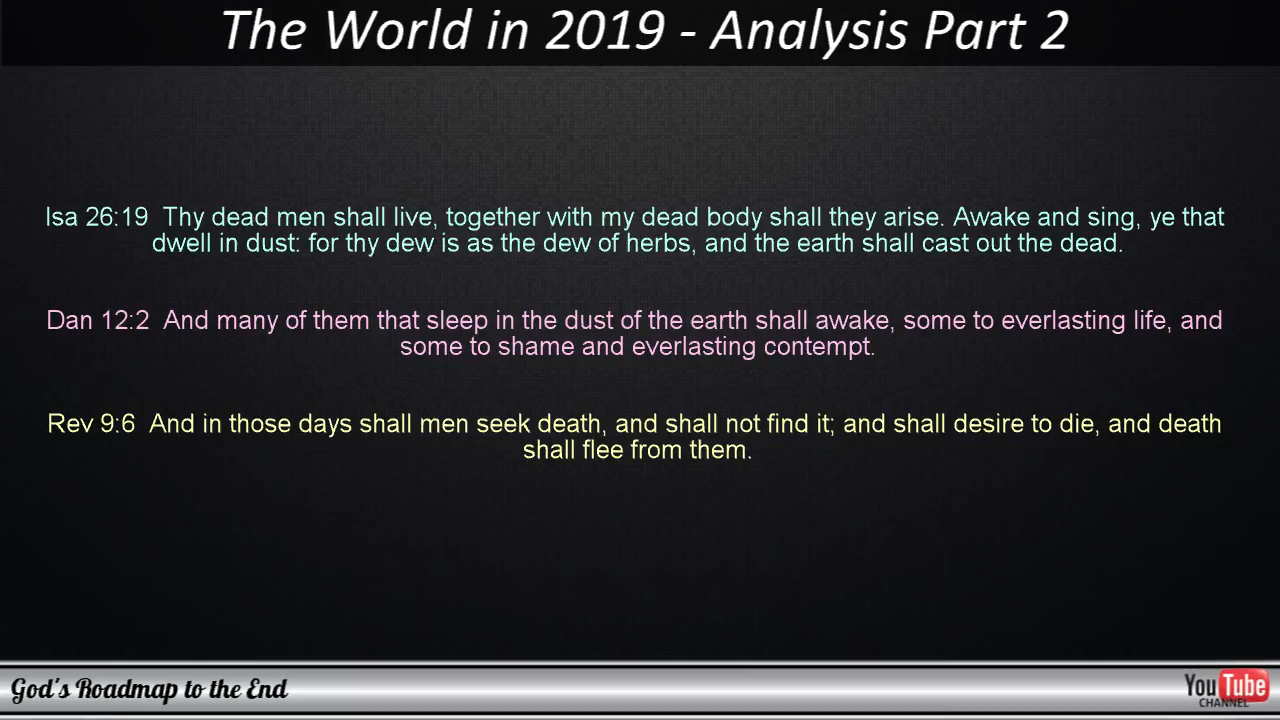 The World in 2019 - Analysis Part 2
Isa 26:19  Thy dead men shall live, together with my dead body shall they arise. Awake and sing, ye that
dwell in dust: for thy dew is as the dew of herbs, and the earth shall cast out the dead.
Dan 12:2  And many of them that sleep in the dust of the earth shall awake, some to everlasting life, and
some to shame and everlasting contempt.
Rev 9:6  And in those days shall men seek death, and shall not find it; and shall desire to die, and death
shall flee from them.
God's Roadmap to the End
YouTube
CHANNEL